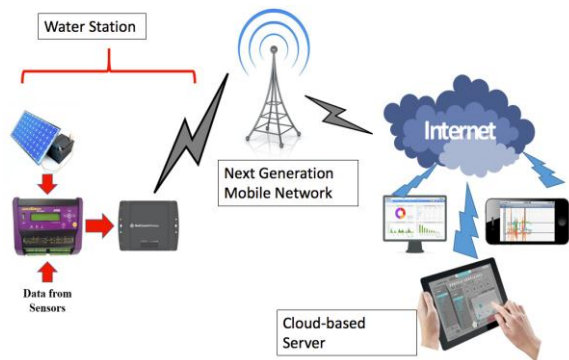 Water Station
Next Generation
Mobile Network
Internet
Data from
Sensors
Cloud-based
Server